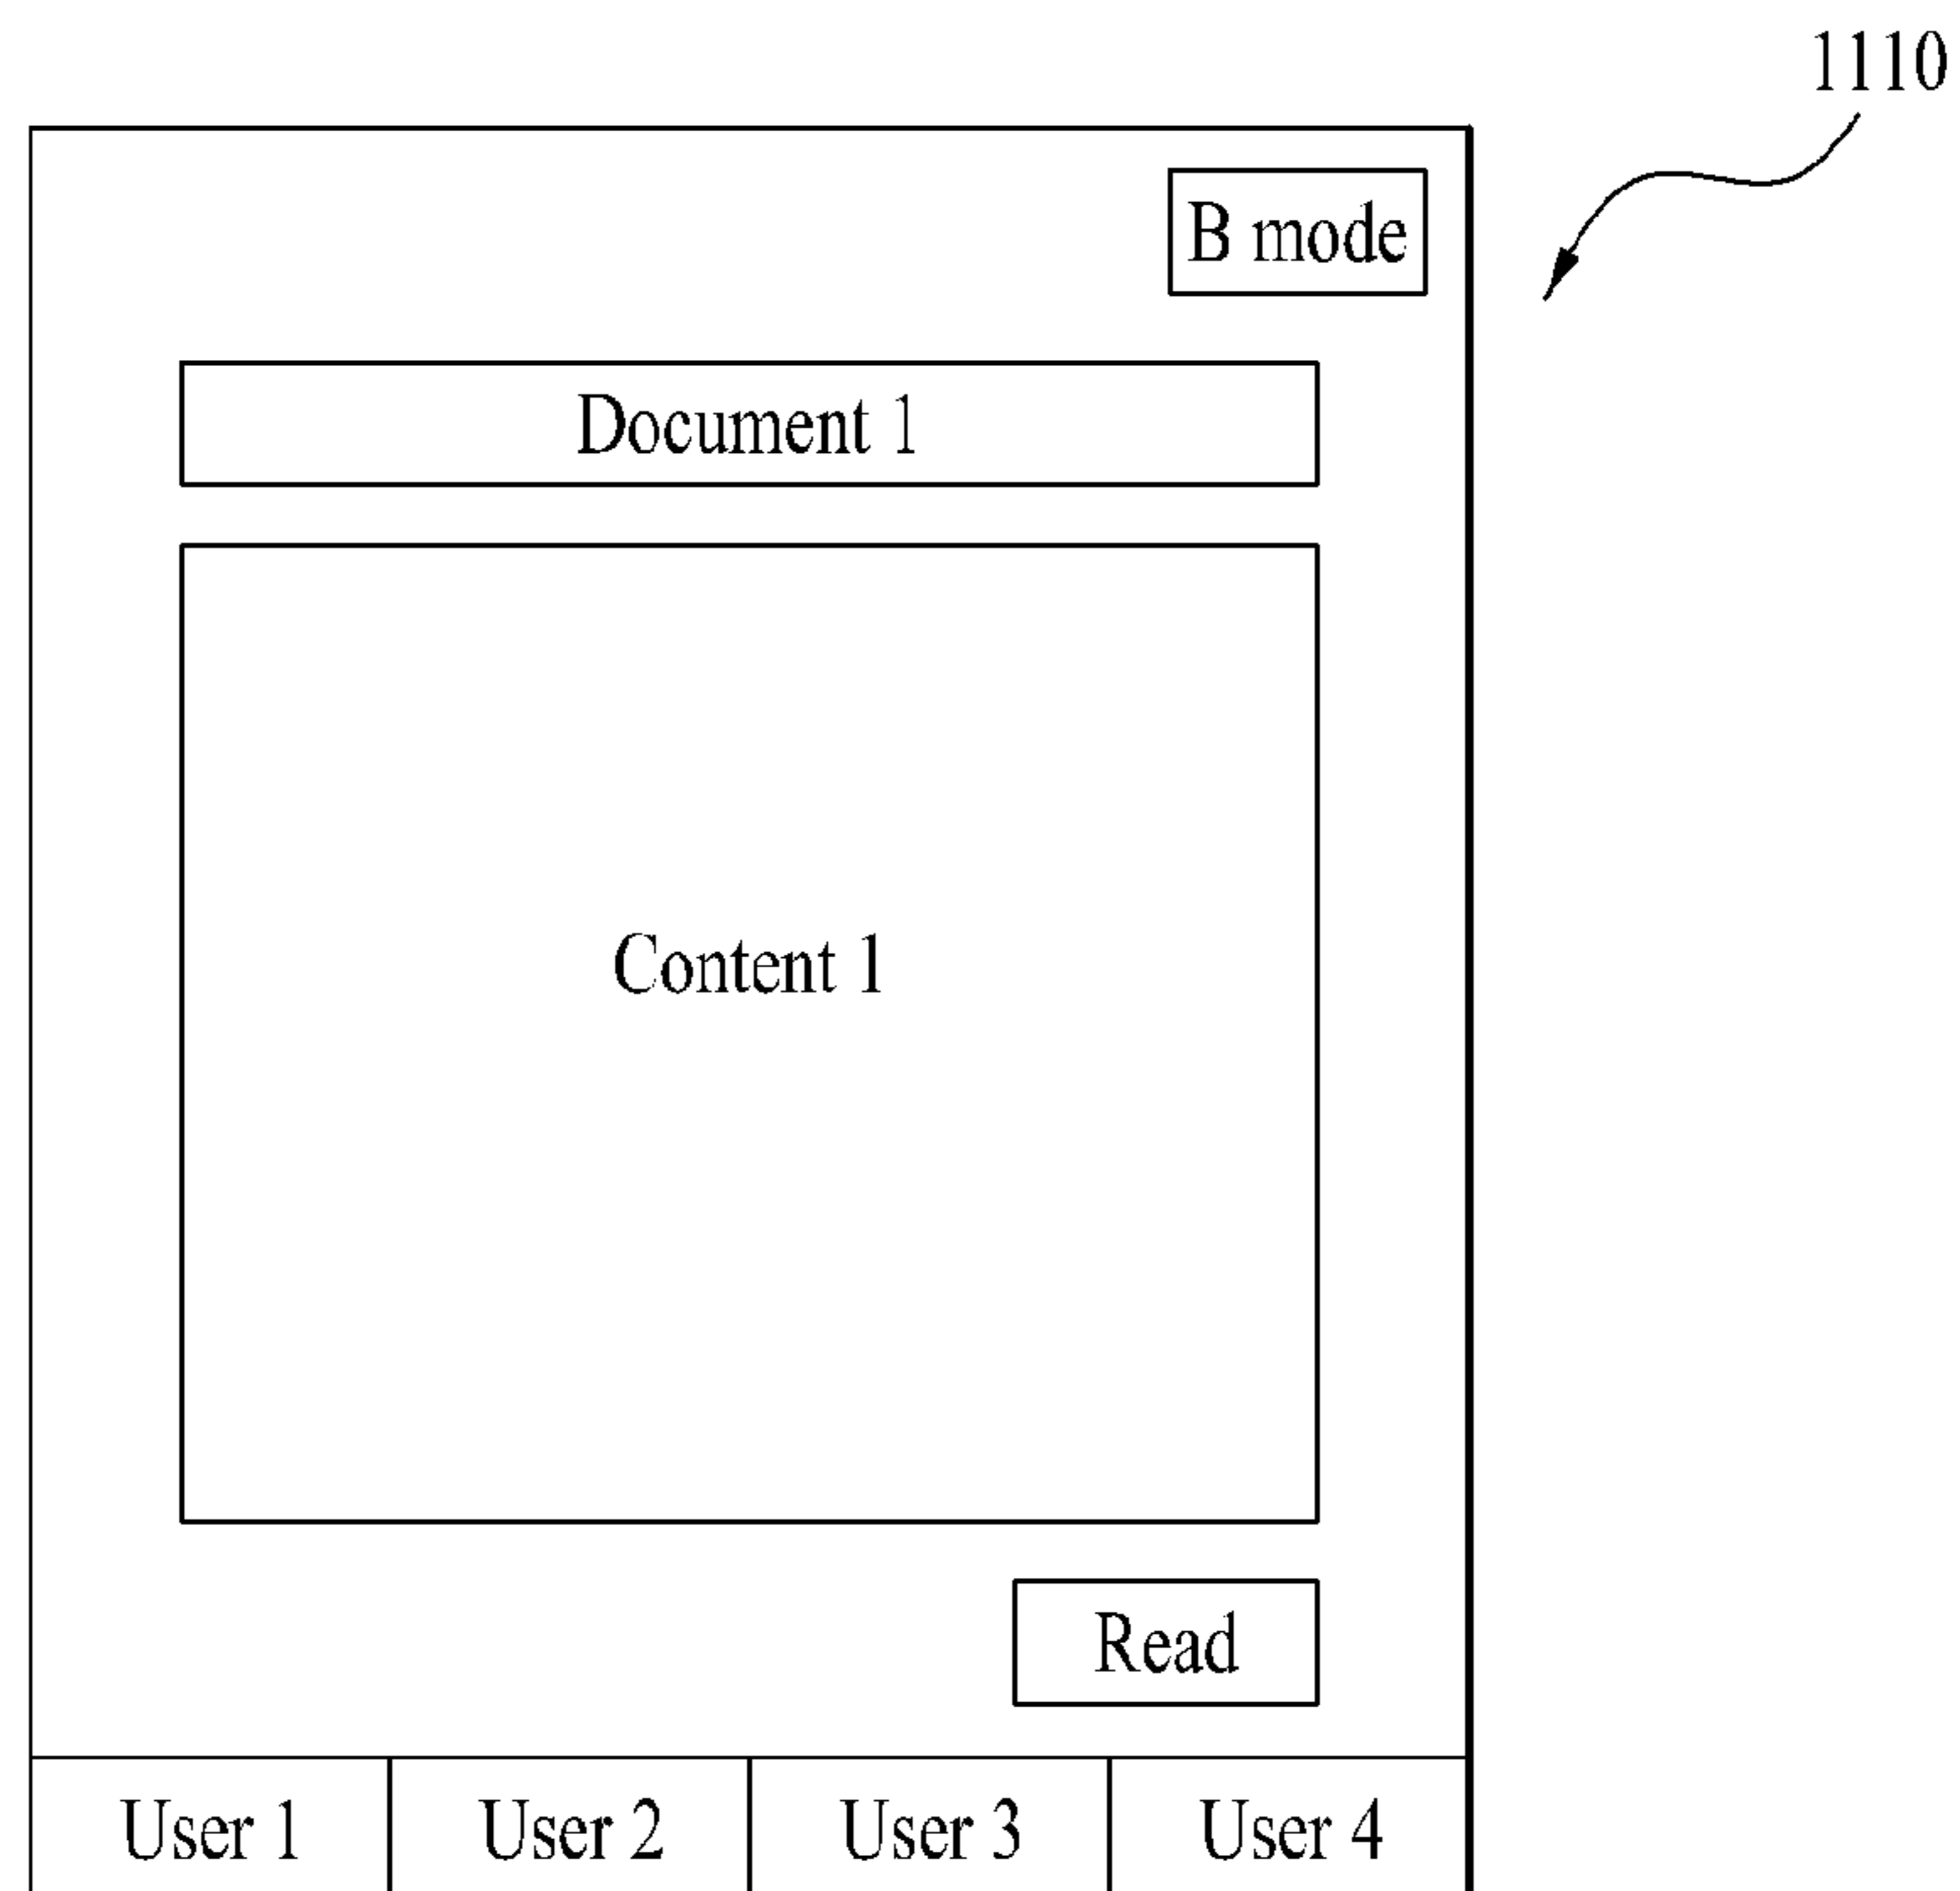 1110
B mode
Document 1
Content 1
Read
User 1 User 2 User 3 User 4